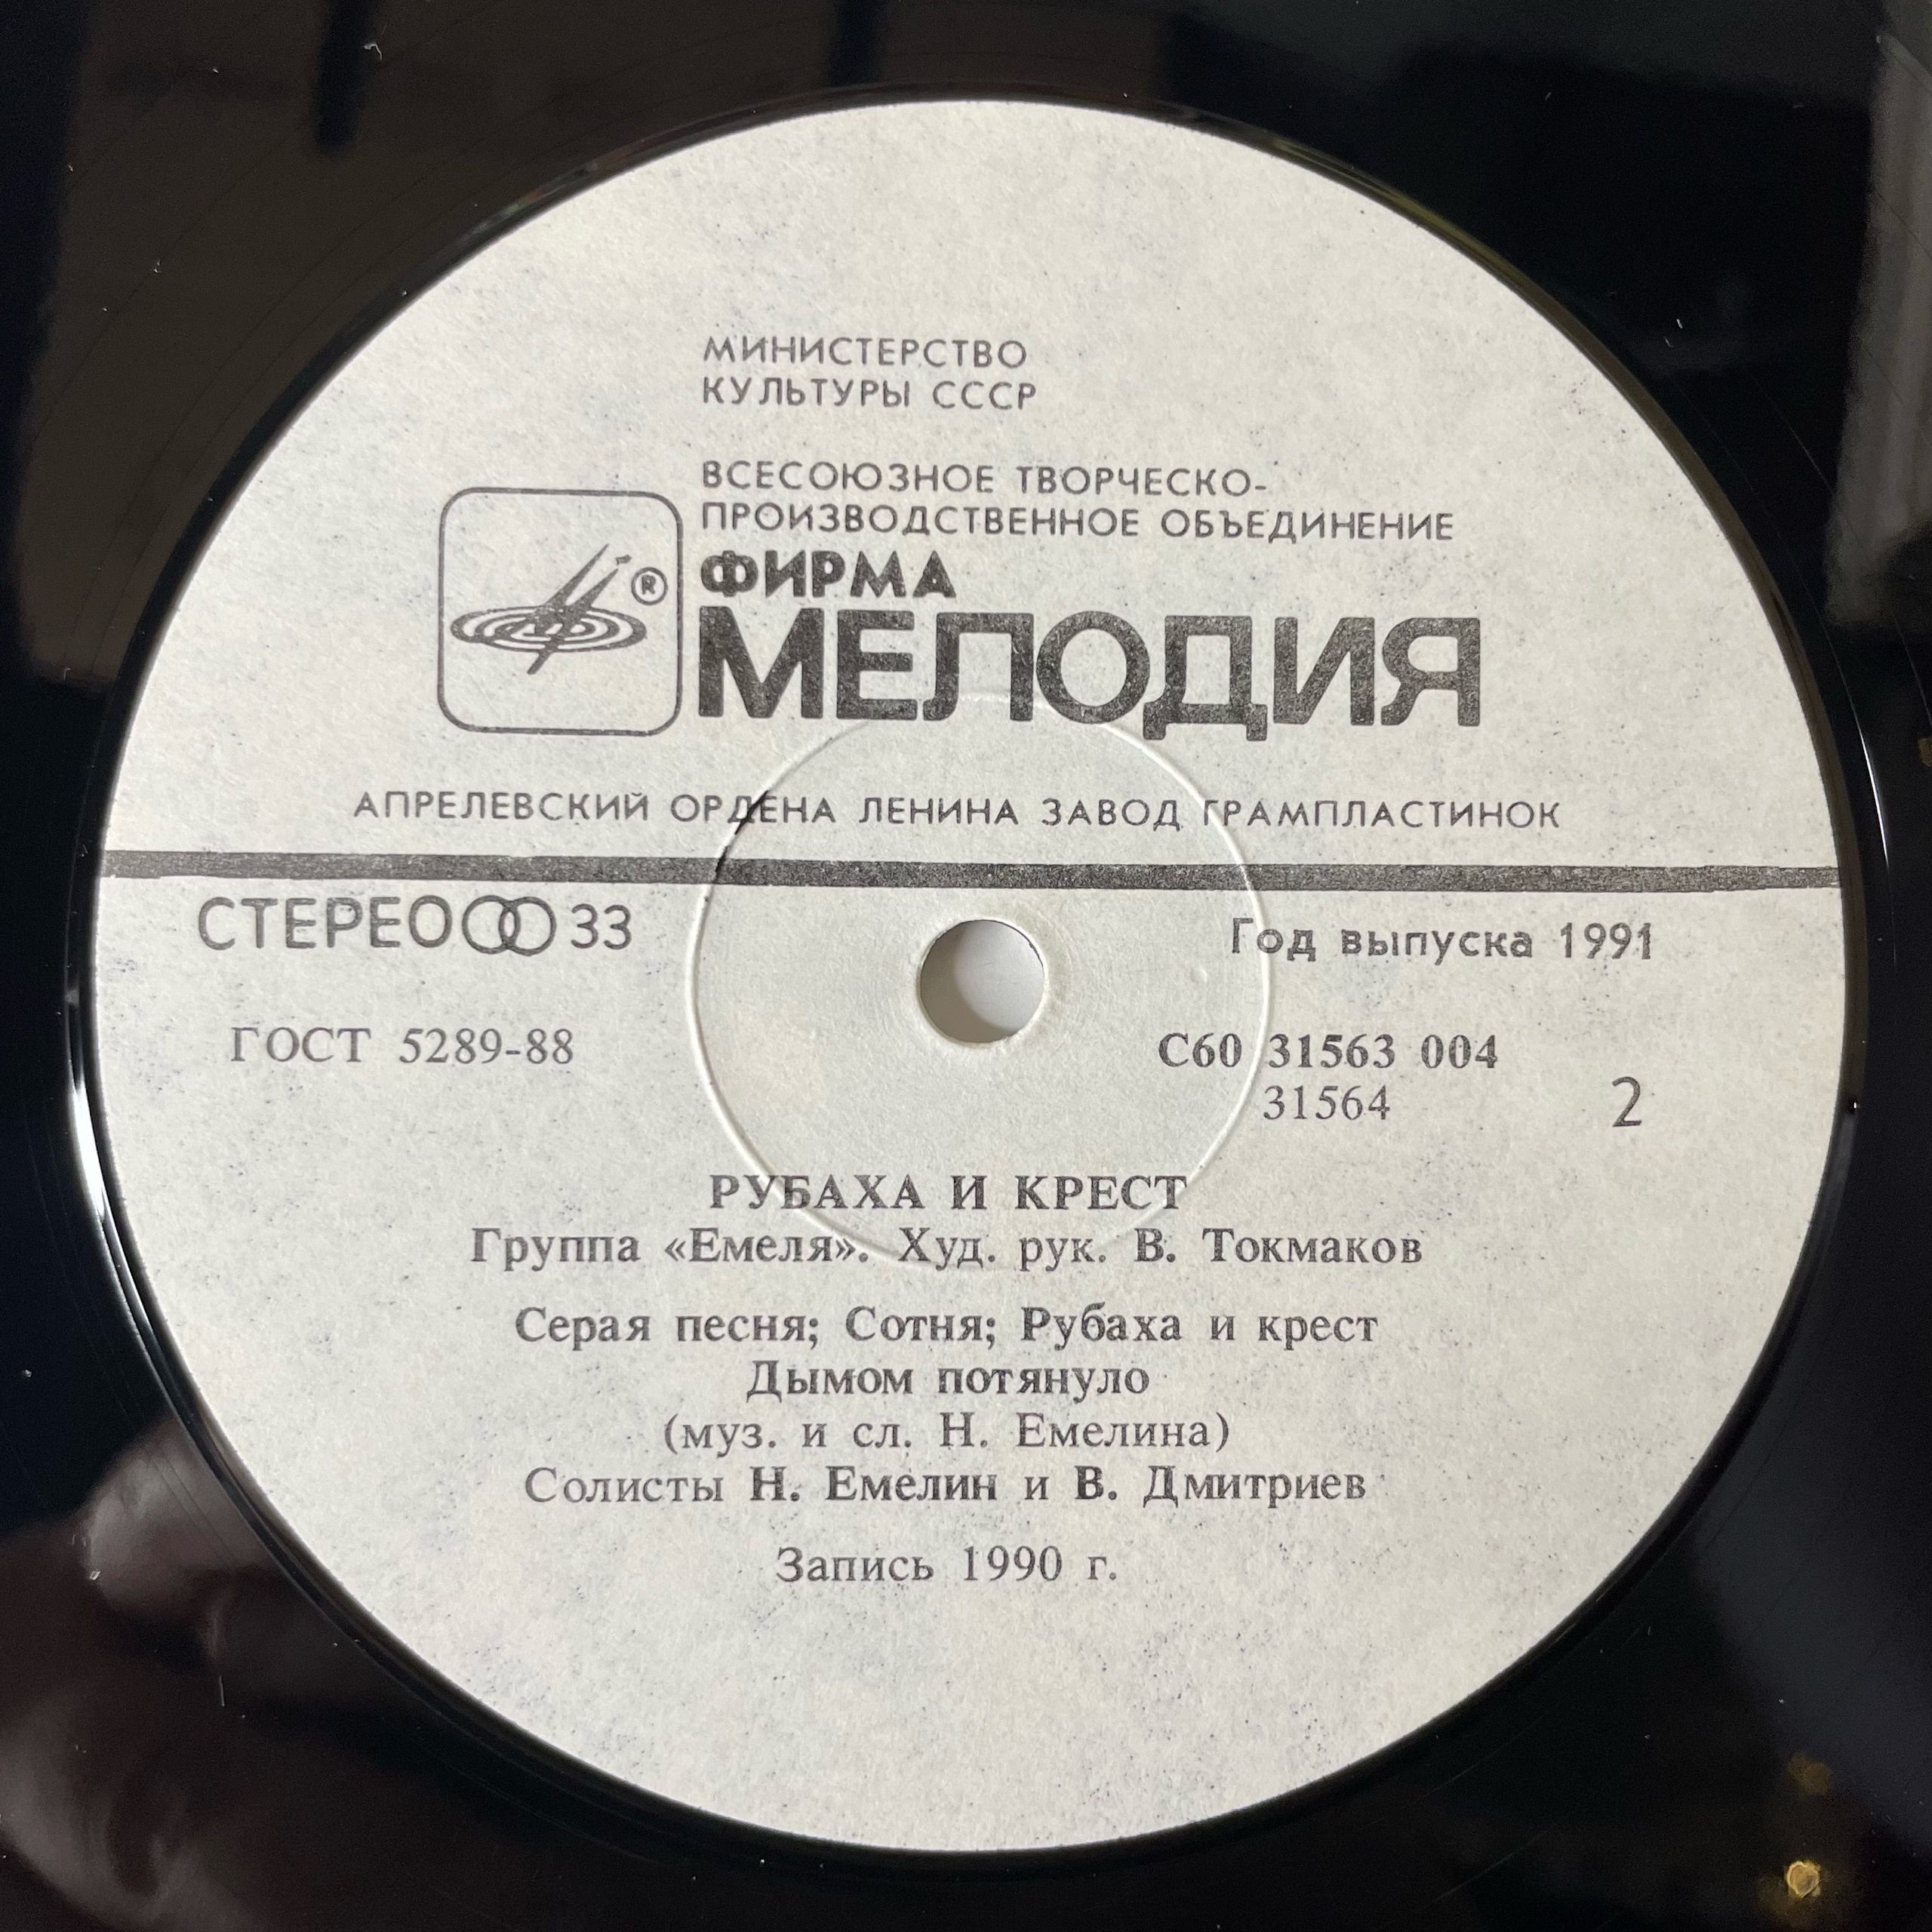 МИНИСТЕРСТВО
КУЛЬТУРЫ СССР
ВСЕСОЮЗНОЕ ТВОРЧЕСКО-
ПРОИЗВОДСТВЕННОЕ ОБЪЕДИНЕНИЕ
®
ФИРМА
МЕЛОДИЯ
АПРЕЛЕВСКИЙ ОРДЕНА ЛЕНИНА ЗАВОД ГРАМПЛАСТИНОК
СТЕРЕО 33
Год выпуска 1991
ГОСТ 5289-88
С60 31563 004
31564
2
РУБАХА И КРЕСТ
Группа «Емеля». Худ. рук. В. Токмаков
Серая песня; Сотня; Рубаха и крест
Дымом потянуло
(муз. и сл. Н. Емелина)
Солисты Н. Емелин и В. Дмитриев
Запись 1990 г.